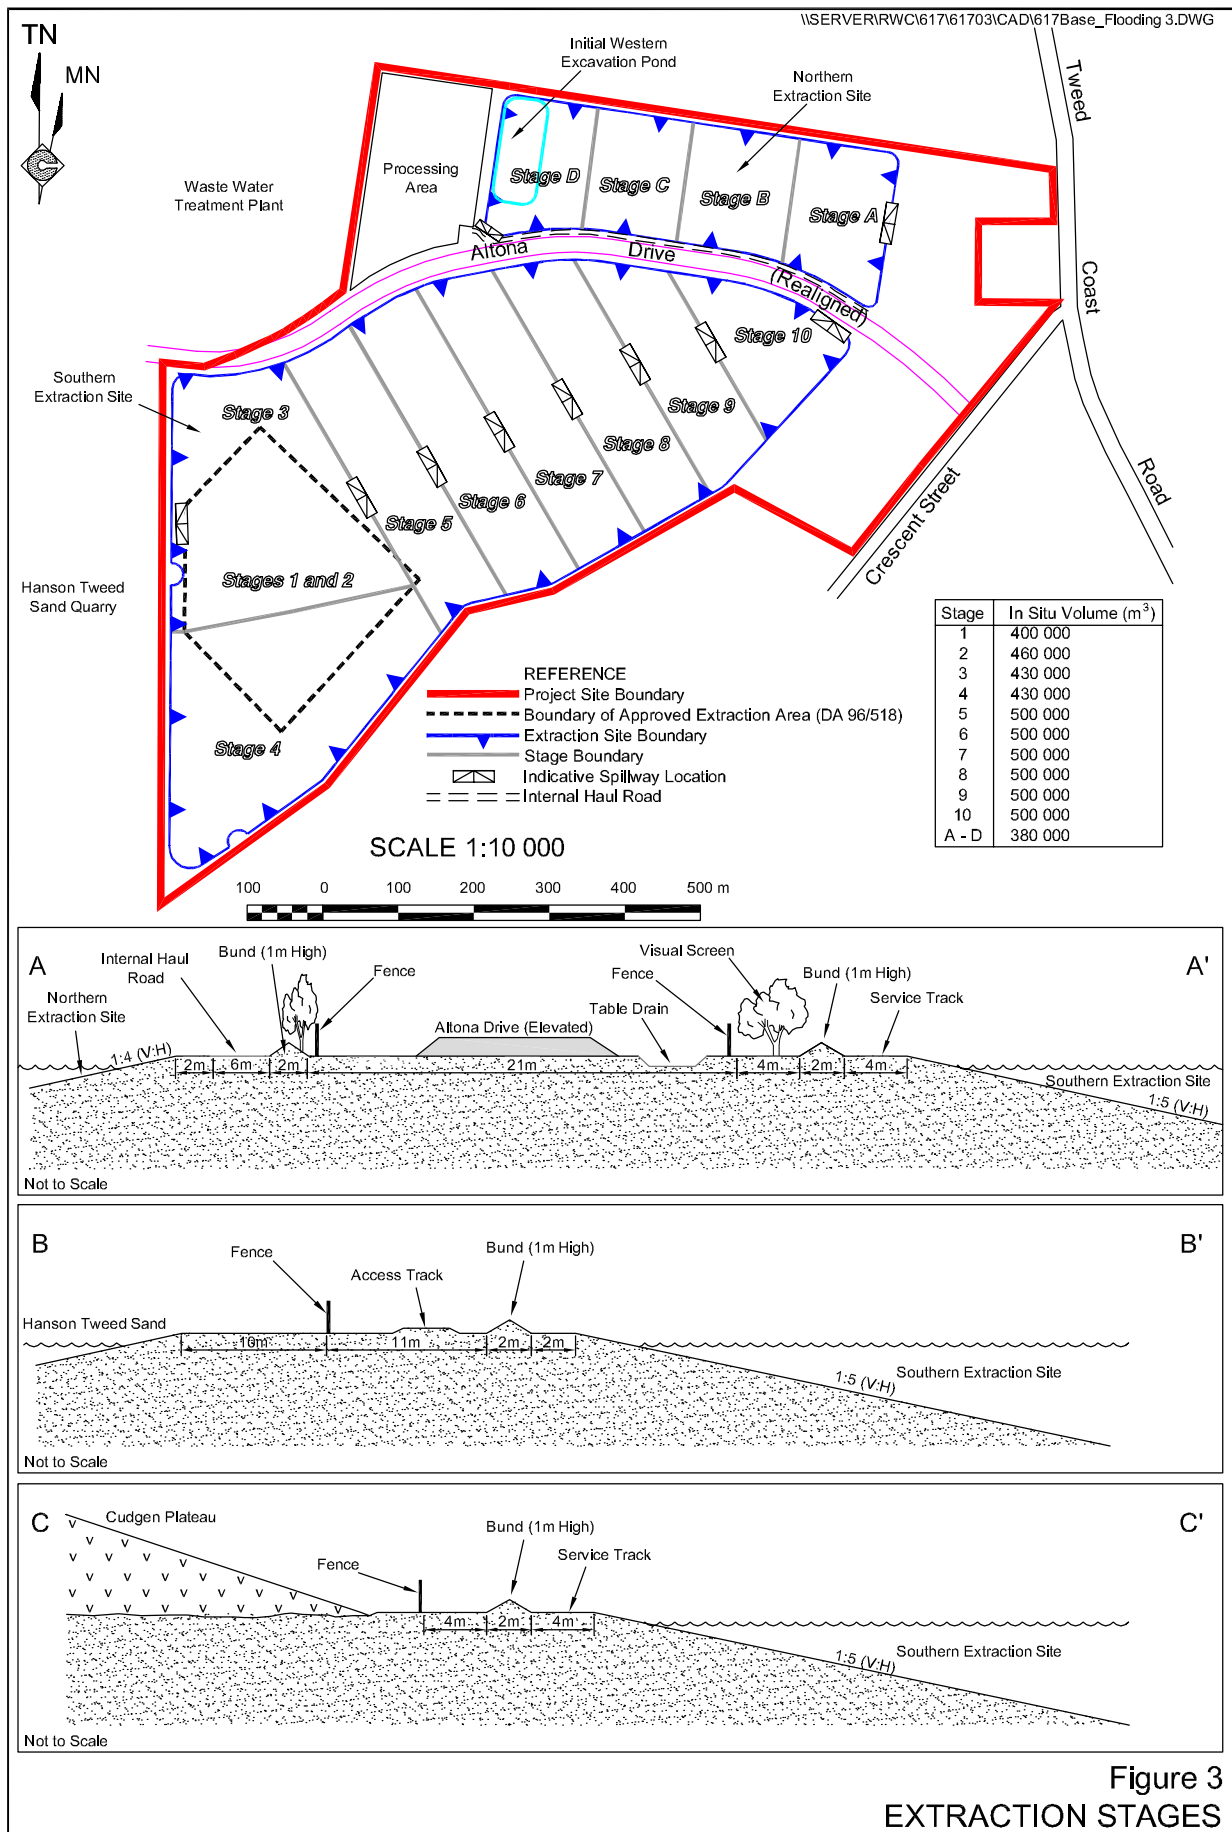 \\SERVER\RWC\617\61703\CAD\617Base_Flooding 3.DWG
TN
MN
Initial Western
Excavation Pond
Northern
Extraction Site
Tweed
Coast
Road
Processing
Area
Waste Water
Treatment Plant
Stage D
Stage C
Stage B
Stage A
Altona
Drive
(Realigned)
Stage 10
Southern
Extraction Site
Stage 3
Stage 9
Stage 8
Stage 7
Stage 6
Stage 5
Crescent Street
Stages 1 and 2
Hanson Tweed
Sand Quarry
Stage 4
REFERENCE
Project Site Boundary
Boundary of Approved Extraction Area (DA 96/518)
Extraction Site Boundary
Stage Boundary
Indicative Spillway Location
Internal Haul Road
Stage In Situ Volume (m³)
1 400 000
2 460 000
3 430 000
4 430 000
5 500 000
6 500 000
7 500 000
8 500 000
9 500 000
10 500 000
A - D 380 000
SCALE 1:10 000
100 0 100 200 300 400 500 m
A
A'
Internal Haul
Road
Bund (1m High)
Fence
Northern
Extraction Site
Visual Screen
Fence
Bund (1m High)
Service Track
Table Drain
Altona Drive (Elevated)
1:4 (V:H)
2m 6m 2m 21m 4m 2m 4m
Southern Extraction Site
1:5 (V:H)
Not to Scale
B
B'
Fence
Bund (1m High)
Access Track
Hanson Tweed Sand
10m 11m 2m 2m
Southern Extraction Site
1:5 (V:H)
Not to Scale
C
C'
Cudgen Plateau
Bund (1m High)
Fence
Service Track
4m 2m 4m
Southern Extraction Site
1:5 (V:H)
Not to Scale
Figure 3
EXTRACTION STAGES